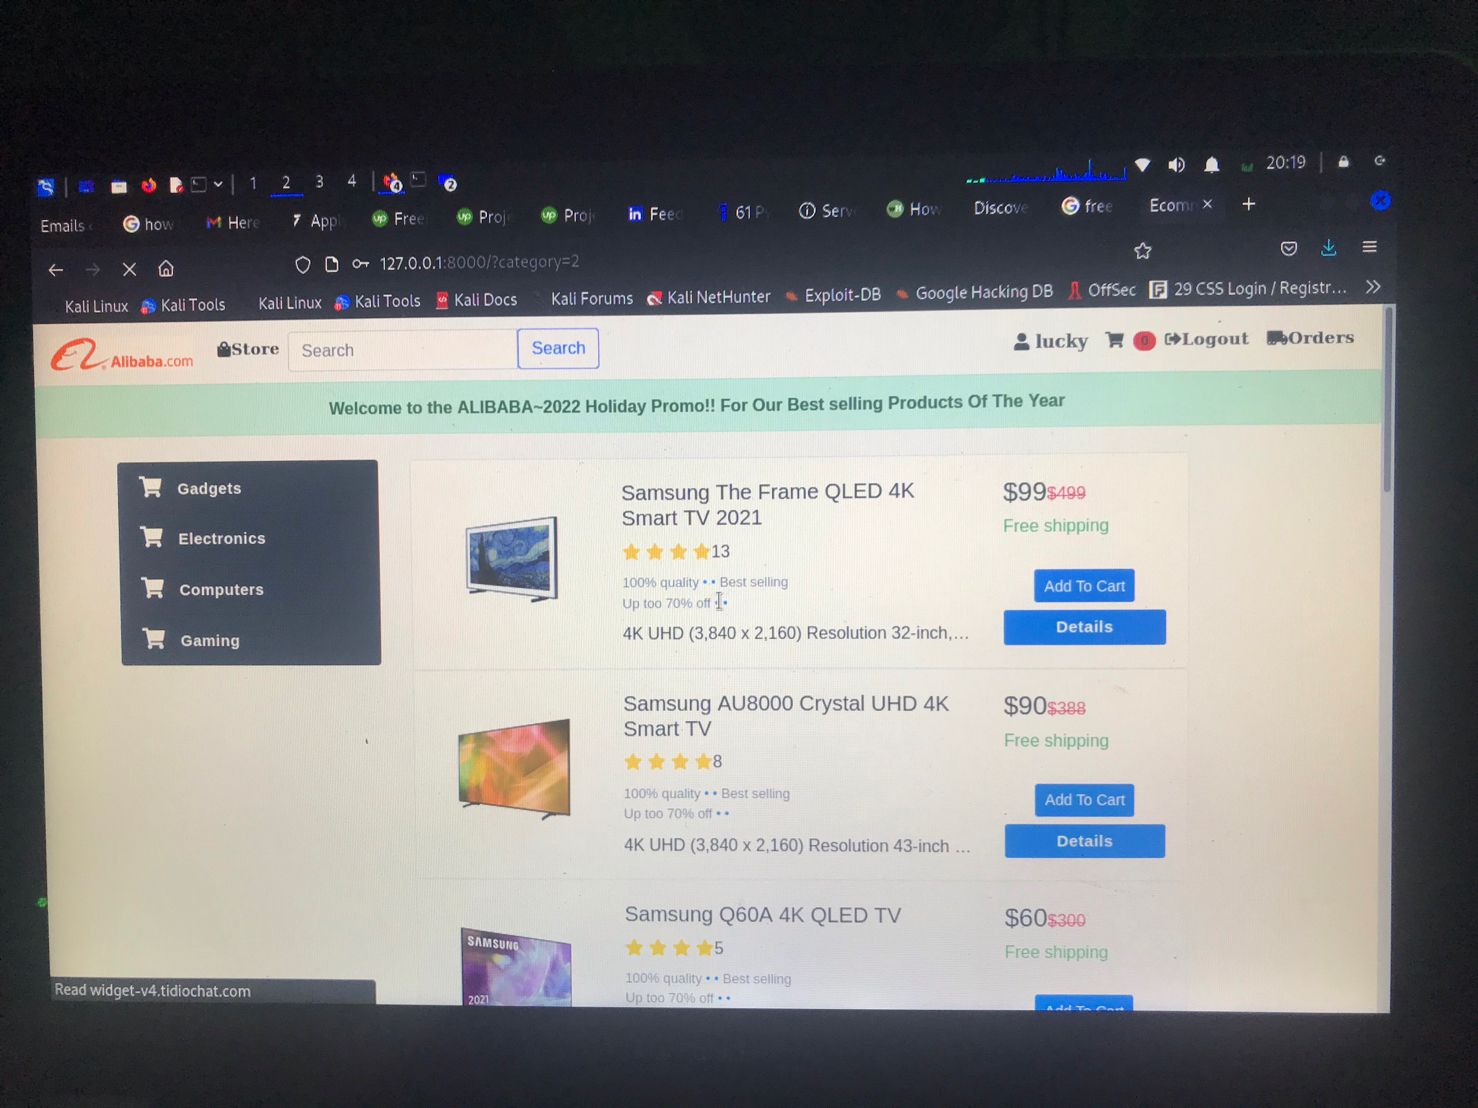 1 2 3 4 4 2 20:19
Emails how Here Appl Free Proj Proj Feed 61 P Serv How Discove free Ecomr
127.0.0.1:8000/?category=2
Kali Linux Kali Tools Kali Linux Kali Tools Kali Docs Kali Forums Kali NetHunter Exploit-DB Google Hacking DB OffSec 29 CSS Login / Registr...
Alibaba.com Store Search Search lucky 0 Logout Orders
Welcome to the ALIBABA~2022 Holiday Promo!! For Our Best selling Products Of The Year
Gadgets
Electronics
Computers
Gaming
Samsung The Frame QLED 4K
Smart TV 2021
13
100% quality • • Best selling
Up too 70% off • •
4K UHD (3,840 x 2,160) Resolution 32-inch,...
$99$499
Free shipping
Add To Cart
Details
Samsung AU8000 Crystal UHD 4K
Smart TV
8
100% quality • • Best selling
Up too 70% off • •
4K UHD (3,840 x 2,160) Resolution 43-inch ...
$90$388
Free shipping
Add To Cart
Details
SAMSUNG
2021
Samsung Q60A 4K QLED TV
5
100% quality • • Best selling
Up too 70% off • •
$60$300
Free shipping
Add To Cart
Read widget-v4.tidiochat.com